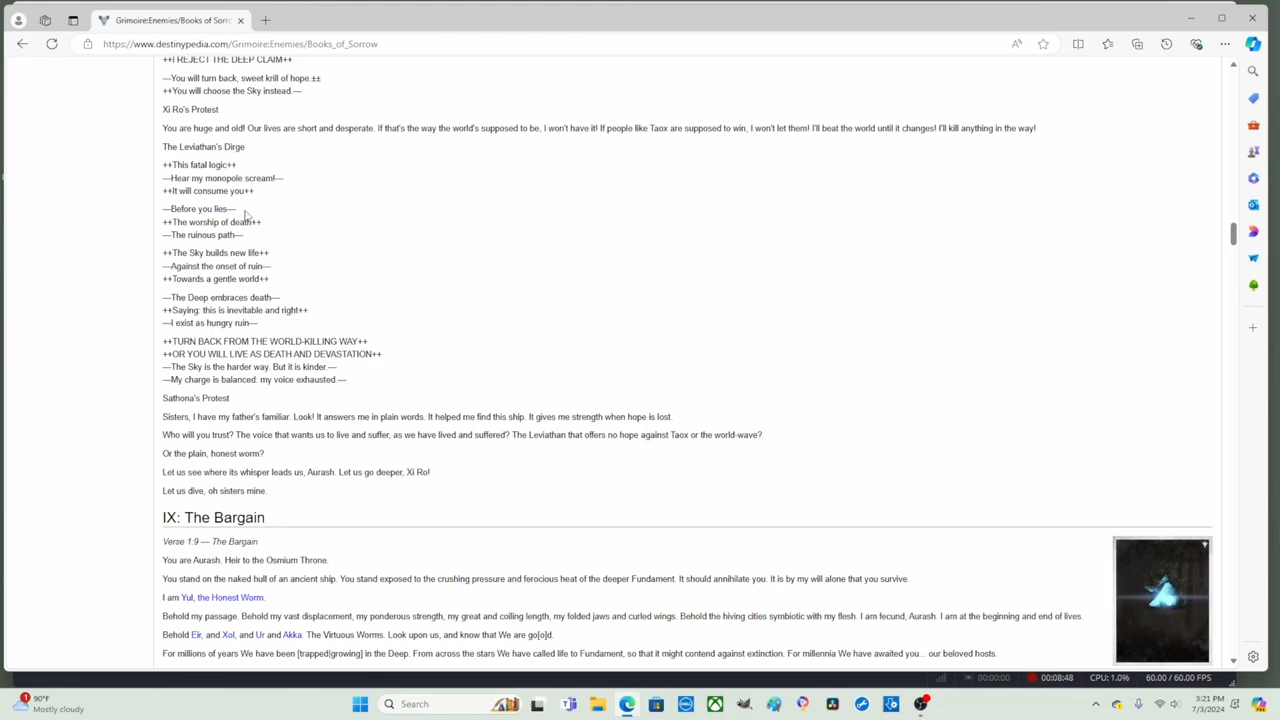 Grimoire:Enemies/Books of Sorro
https://www.destinypedia.com/Grimoire:Enemies/Books_of_Sorrow
++I REJECT THE DEEP CLAIM++
—You will turn back, sweet krill of hope.±±
++You will choose the Sky instead.—
Xi Ro's Protest
You are huge and old! Our lives are short and desperate. If that's the way the world's supposed to be, I won't have it! If people like Taox are supposed to win, I won't let them! I'll beat the world until it changes! I'll kill anything in the way!
The Leviathan's Dirge
++This fatal logic++
—Hear my monopole scream!—
++It will consume you++
—Before you lies—
++The worship of death++
—The ruinous path—
++The Sky builds new life++
—Against the onset of ruin—
++Towards a gentle world++
—The Deep embraces death—
++Saying: this is inevitable and right++
—I exist as hungry ruin—
++TURN BACK FROM THE WORLD-KILLING WAY++
++OR YOU WILL LIVE AS DEATH AND DEVASTATION++
—The Sky is the harder way. But it is kinder.—
—My charge is balanced: my voice exhausted.—
Sathona's Protest
Sisters, I have my father's familiar. Look! It answers me in plain words. It helped me find this ship. It gives me strength when hope is lost.
Who will you trust? The voice that wants us to live and suffer, as we have lived and suffered? The Leviathan that offers no hope against Taox or the world-wave?
Or the plain, honest worm?
Let us see where its whisper leads us, Aurash. Let us go deeper, Xi Ro!
Let us dive, oh sisters mine.
IX: The Bargain
Verse 1:9 — The Bargain
You are Aurash. Heir to the Osmium Throne.
You stand on the naked hull of an ancient ship. You stand exposed to the crushing pressure and ferocious heat of the deeper Fundament. It should annihilate you. It is by my will alone that you survive.
I am Yul, the Honest Worm.
Behold my passage. Behold my vast displacement, my ponderous strength, my great and coiling length, my folded jaws and curled wings. Behold the hiving cities symbiotic with my flesh. I am fecund, Aurash. I am at the beginning and end of lives.
Behold Eir, and Xol, and Ur and Akka. The Virtuous Worms. Look upon us, and know that We are go[o]d.
For millions of years We have been [trapped|growing] in the Deep. From across the stars We have called life to Fundament, so that it might contend against extinction. For millennia We have awaited you... our beloved hosts.
00:00:00
00:08:48
CPU: 1.0%
60.00 / 60.00 FPS
90°F
Mostly cloudy
Search
3:21 PM
7/3/2024